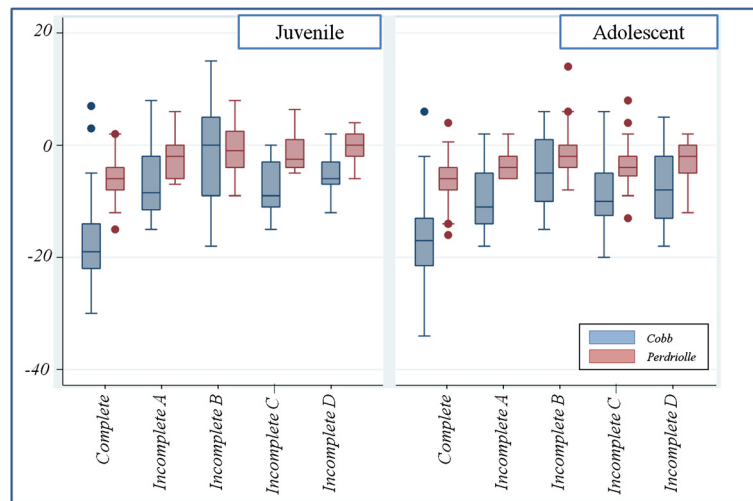 Juvenile
Adolescent
20
0
-20
-40
Cobb
Perdriolle
Complete
Incomplete A
Incomplete B
Incomplete C
Incomplete D
Complete
Incomplete A
Incomplete B
Incomplete C
Incomplete D